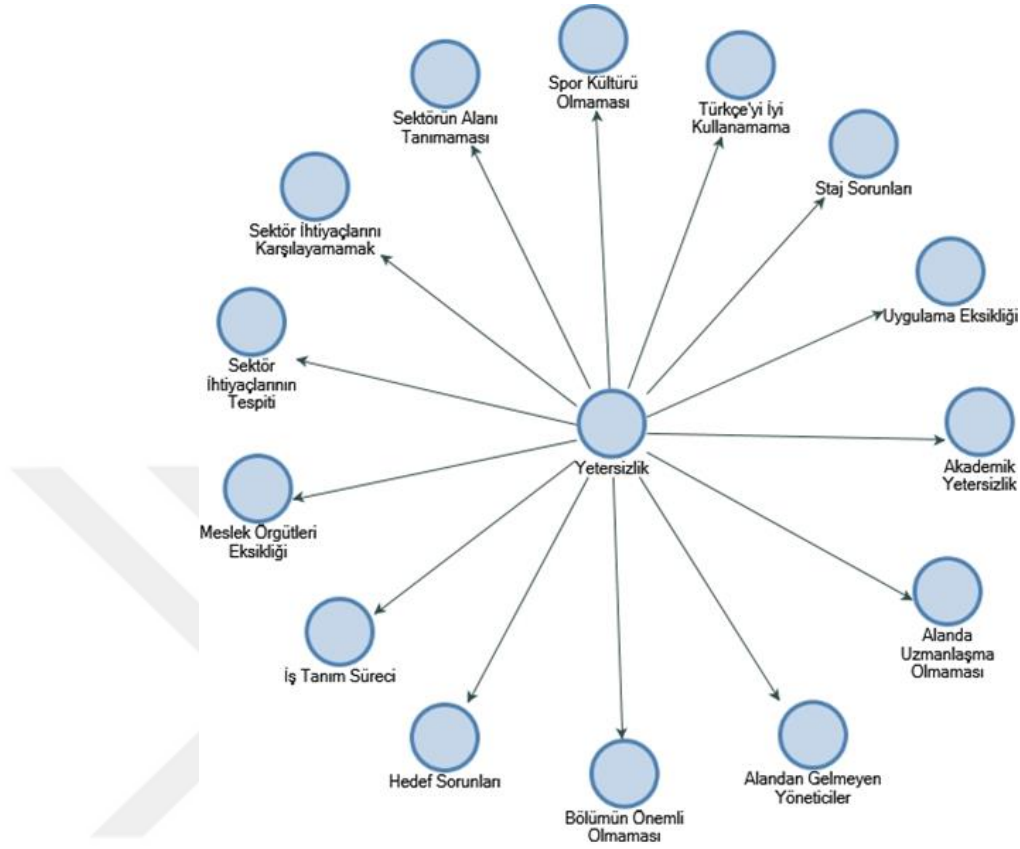 Spor Kültürü
Olmaması
Türkçe'yi İyi
Kullanamama
Sektörün Alanı
Tanımaması
Staj Sorunları
Sektör İhtiyaçlarını
Karşılayamamak
Uygulama Eksikliği
Sektör
İhtiyaçlarının
Tespiti
Yetersizlik
Akademik
Yetersizlik
Meslek Örgütleri
Eksikliği
Alanda
Uzmanlaşma
Olmaması
İş Tanım Süreci
Hedef Sorunları
Alandan Gelmeyen
Yöneticiler
Bölümün Önemli
Olmaması